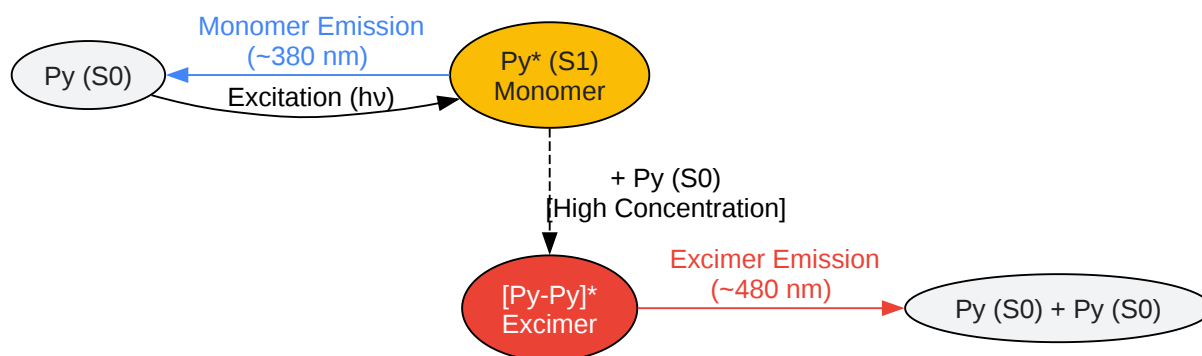 Monomer Emission
(~380 nm)
Py (S0)
Py* (S1)
Monomer
Excitation (hν)
+ Py (S0)
[High Concentration]
Excimer Emission
(~480 nm)
[Py-Py]*
Excimer
Py (S0) + Py (S0)